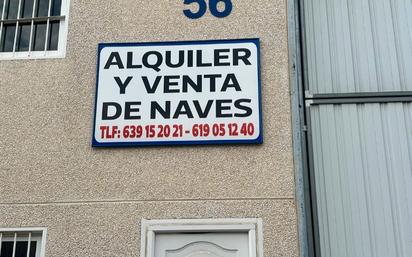 56
ALQUILER
Y VENTA
DE NAVES
TLF: 639 15 20 21 - 619 05 12 40